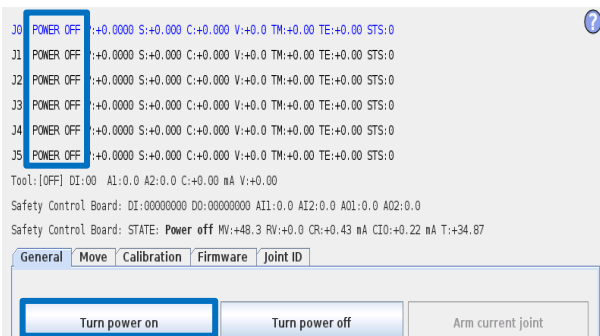 ?
J0 POWER OFF :+0.0000 S:+0.000 C:+0.000 V:+0.0 TM:+0.00 TE:+0.00 STS:0
J1 POWER OFF :+0.0000 S:+0.000 C:+0.000 V:+0.0 TM:+0.00 TE:+0.00 STS:0
J2 POWER OFF :+0.0000 S:+0.000 C:+0.000 V:+0.0 TM:+0.00 TE:+0.00 STS:0
J3 POWER OFF :+0.0000 S:+0.000 C:+0.000 V:+0.0 TM:+0.00 TE:+0.00 STS:0
J4 POWER OFF :+0.0000 S:+0.000 C:+0.000 V:+0.0 TM:+0.00 TE:+0.00 STS:0
J5 POWER OFF :+0.0000 S:+0.000 C:+0.000 V:+0.0 TM:+0.00 TE:+0.00 STS:0
Tool:[OFF] DI:00 A1:0.0 A2:0.0 C:+0.00 mA V:+0.00
Safety Control Board: DI:00000000 DO:00000000 AI1:0.0 AI2:0.0 AO1:0.0 AO2:0.0
Safety Control Board: STATE: Power off MV:+48.3 RV:+0.0 CR:+0.43 mA CIO:+0.22 mA T:+34.87
General Move Calibration Firmware Joint ID
Turn power on Turn power off Arm current joint